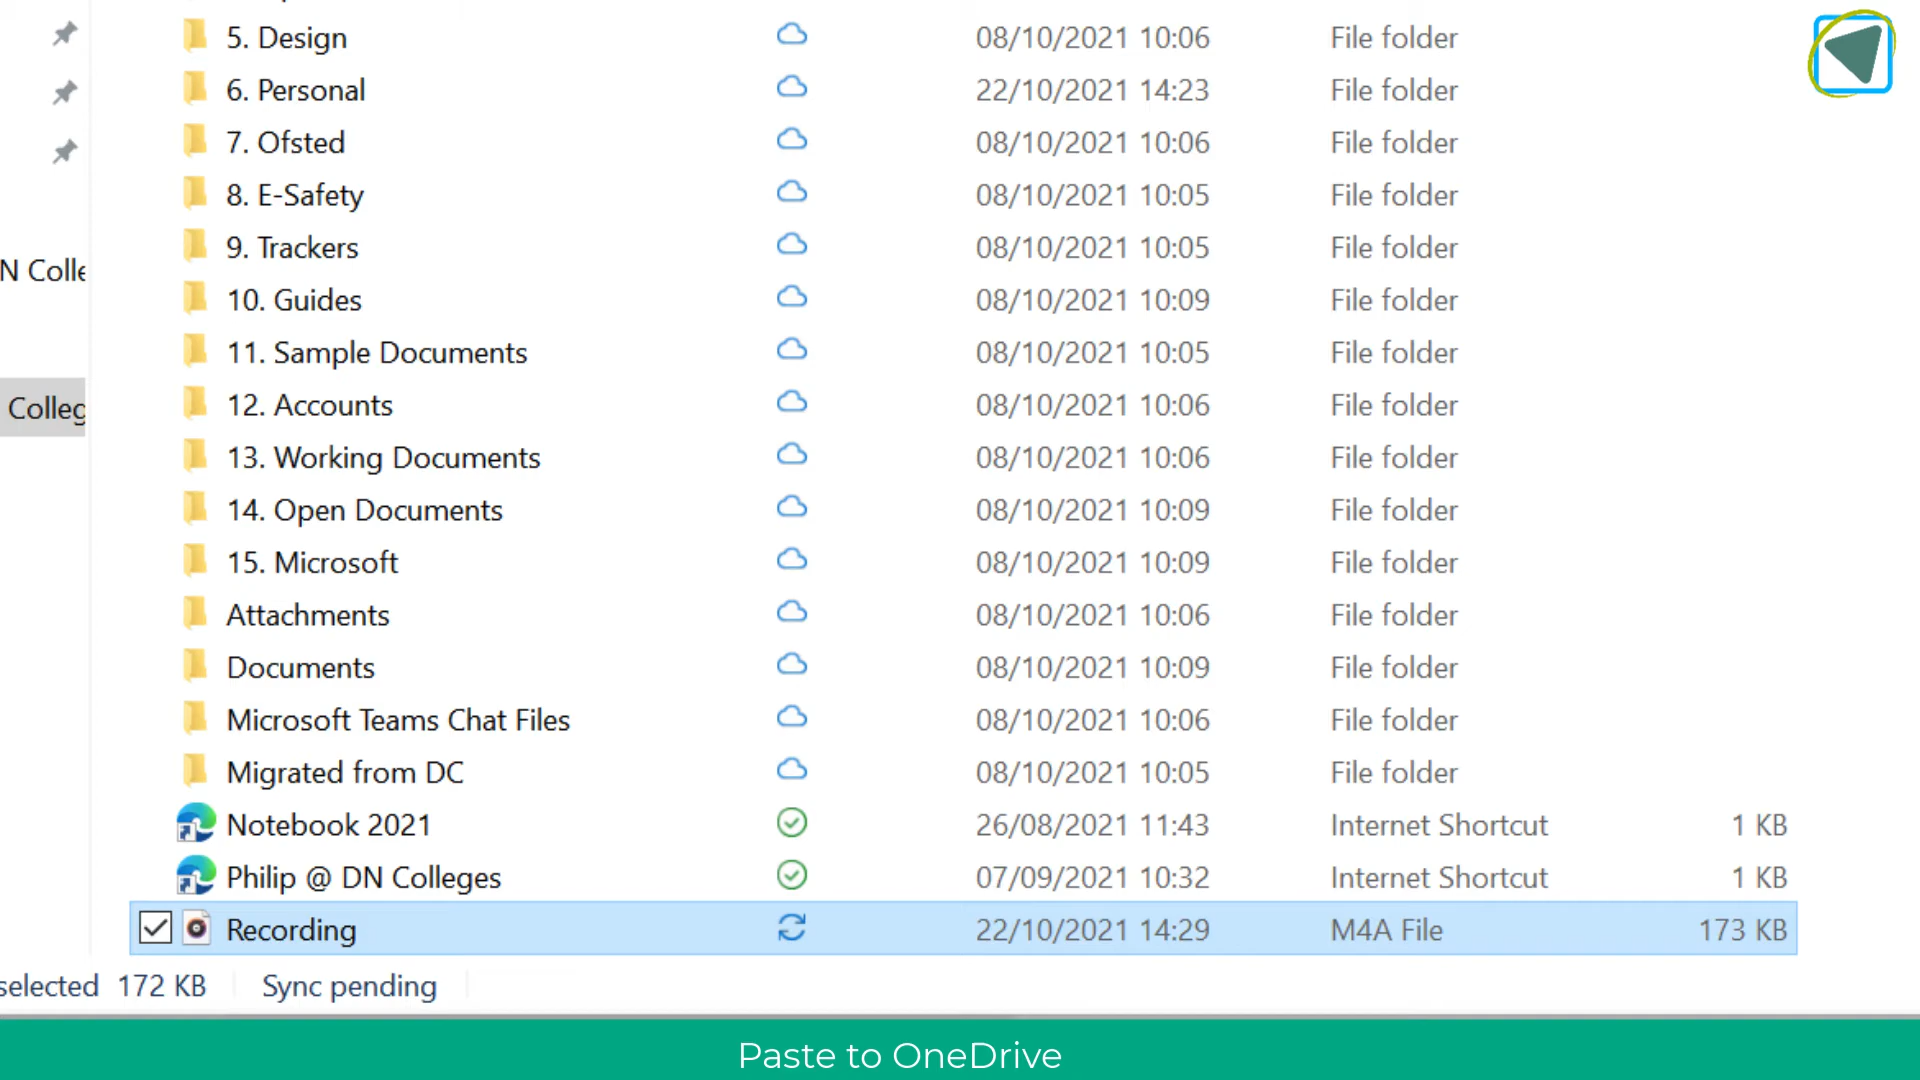 5. Design 08/10/2021 10:06 File folder
6. Personal 22/10/2021 14:23 File folder
7. Ofsted 08/10/2021 10:06 File folder
8. E-Safety 08/10/2021 10:05 File folder
9. Trackers 08/10/2021 10:05 File folder
N Colle
10. Guides 08/10/2021 10:09 File folder
11. Sample Documents 08/10/2021 10:05 File folder
Colleg
12. Accounts 08/10/2021 10:06 File folder
13. Working Documents 08/10/2021 10:06 File folder
14. Open Documents 08/10/2021 10:09 File folder
15. Microsoft 08/10/2021 10:09 File folder
Attachments 08/10/2021 10:06 File folder
Documents 08/10/2021 10:09 File folder
Microsoft Teams Chat Files 08/10/2021 10:06 File folder
Migrated from DC 08/10/2021 10:05 File folder
Notebook 2021 26/08/2021 11:43 Internet Shortcut 1 KB
Philip @ DN Colleges 07/09/2021 10:32 Internet Shortcut 1 KB
Recording 22/10/2021 14:29 M4A File 173 KB
selected 172 KB Sync pending
Paste to OneDrive